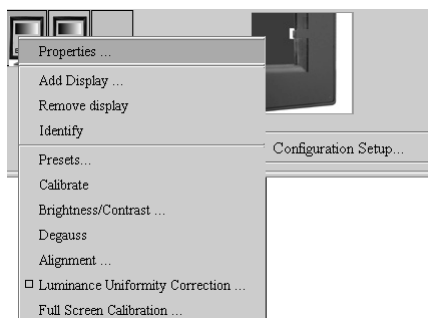 Properties ...
Add Display ...
Remove display
Identify
Configuration Setup...
Presets...
Calibrate
Brightness/Contrast ...
Degauss
Alignment ...
Luminance Uniformity Correction ...
Full Screen Calibration ...